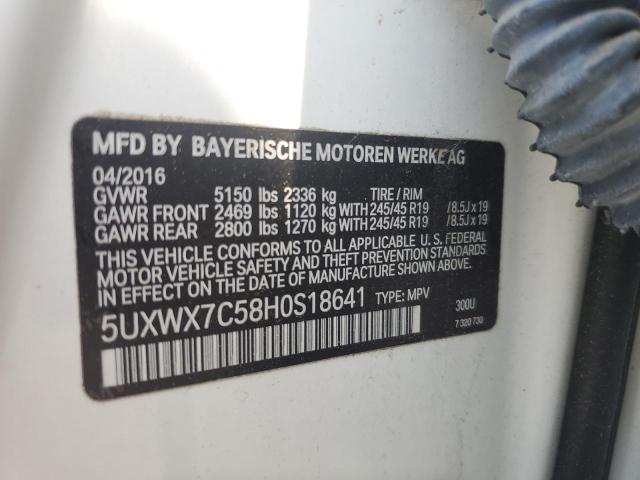 MFD BY BAYERISCHE MOTOREN WERKE AG
04/2016
GVWR 5150 lbs 2336 kg TIRE / RIM
GAWR FRONT 2469 lbs 1120 kg WITH 245/45 R19 /8.5J x 19
GAWR REAR 2800 lbs 1270 kg WITH 245/45 R19 /8.5J x 19
THIS VEHICLE CONFORMS TO ALL APPLICABLE U. S. FEDERAL
MOTOR VEHICLE SAFETY AND THEFT PREVENTION STANDARDS
IN EFFECT ON THE DATE OF MANUFACTURE SHOWN ABOVE.
5UXWX7C58H0S18641 TYPE: MPV 300U
7 320 730